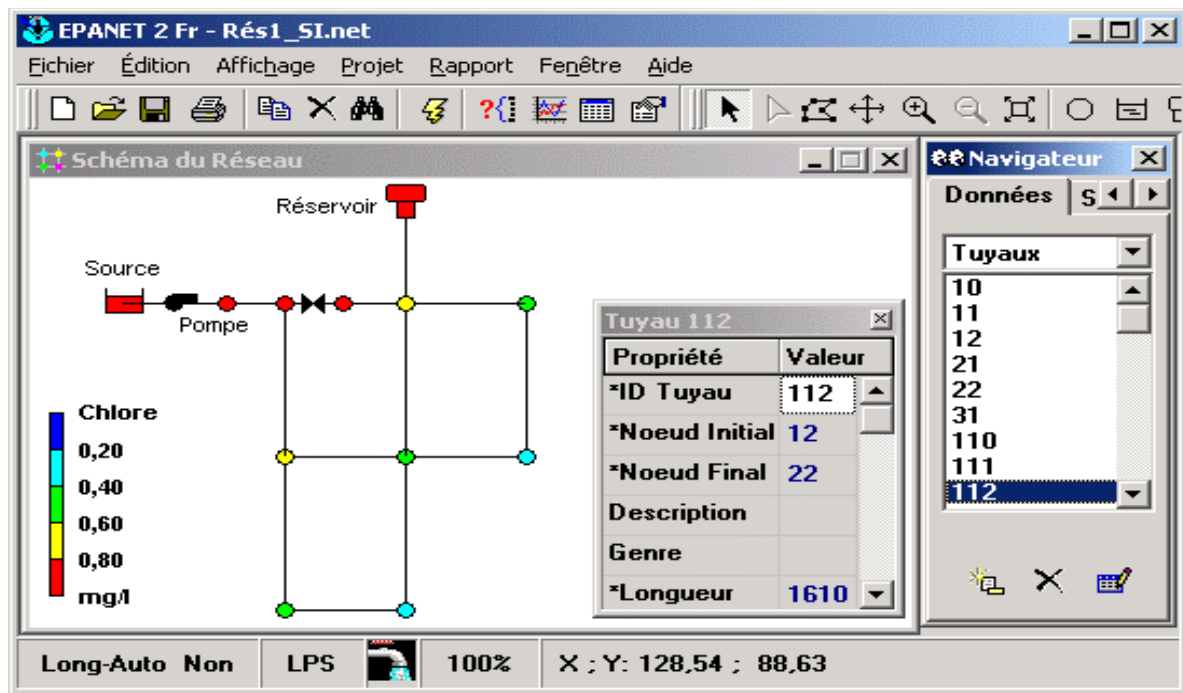 EPANET 2 Fr - Rés1_SI.net
Fichier Édition Affichage Projet Rapport Fenêtre Aide
Schéma du Réseau
Réservoir
Source
Pompe
Chlore
0,20
0,40
0,60
0,80
mg/l
Tuyau 112
Propriété Valeur
*ID Tuyau 112
*Noeud Initial 12
*Noeud Final 22
Description
Genre
*Longueur 1610
Navigateur
Données S
Tuyaux
10
11
12
21
22
31
110
111
112
Long-Auto Non LPS 100% X ; Y: 128,54 ; 88,63